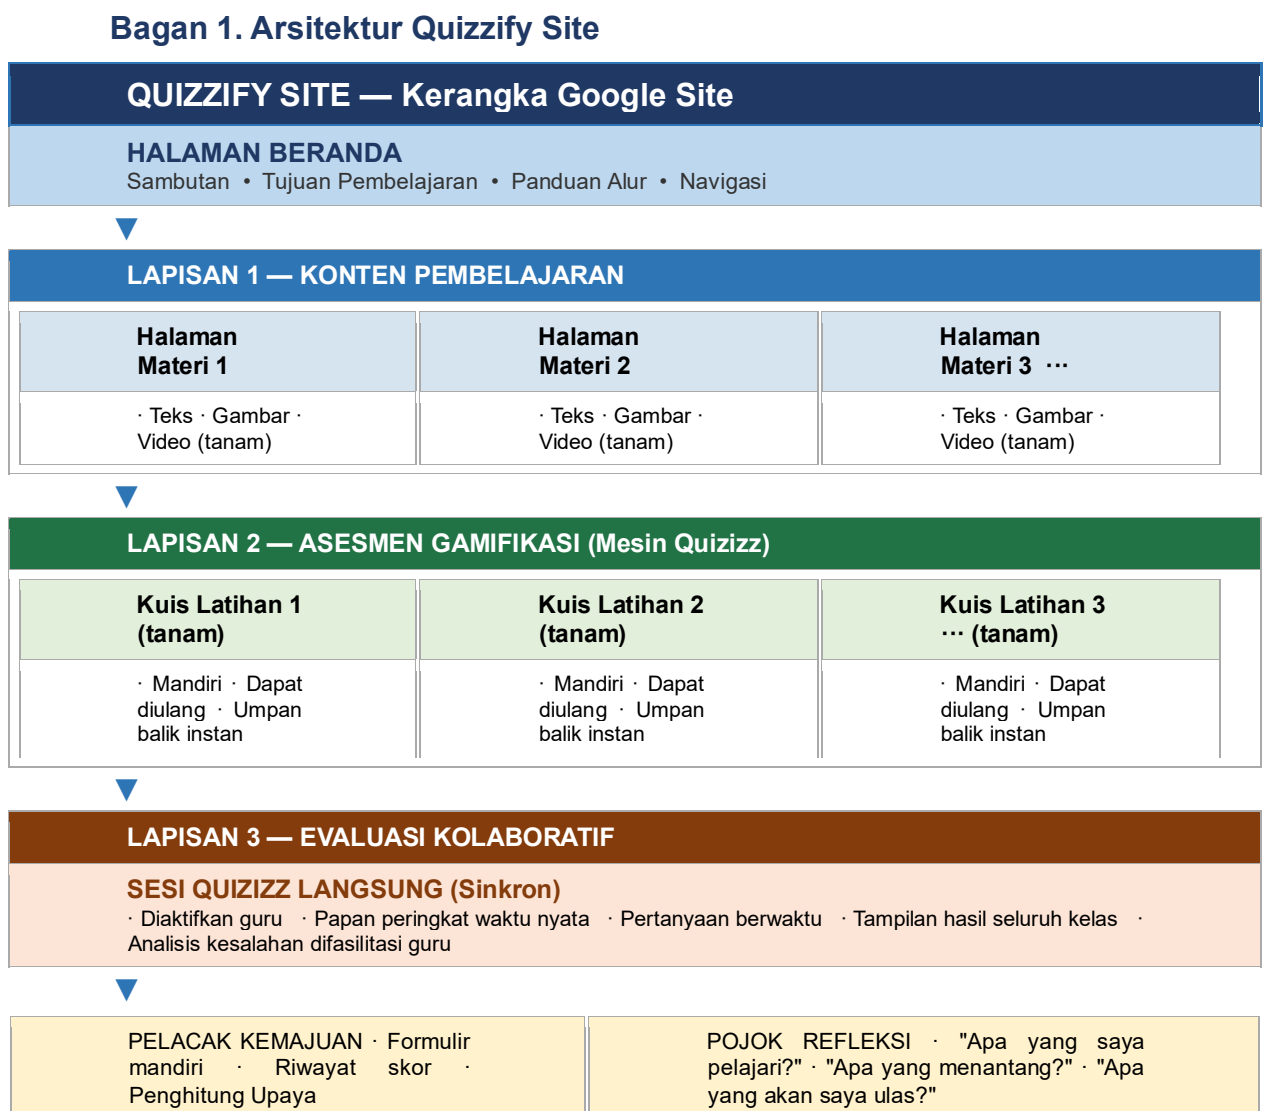 Bagan 1. Arsitektur Quizzify Site
QUIZZIFY SITE — Kerangka Google Site
HALAMAN BERANDA
Sambutan • Tujuan Pembelajaran • Panduan Alur • Navigasi
LAPISAN 1 — KONTEN PEMBELAJARAN
Halaman
Materi 1
· Teks · Gambar ·
Video (tanam)
Halaman
Materi 2
· Teks · Gambar ·
Video (tanam)
Halaman
Materi 3 ···
· Teks · Gambar ·
Video (tanam)
LAPISAN 2 — ASESMEN GAMIFIKASI (Mesin Quizizz)
Kuis Latihan 1
(tanam)
· Mandiri · Dapat
diulang · Umpan
balik instan
Kuis Latihan 2
(tanam)
· Mandiri · Dapat
diulang · Umpan
balik instan
Kuis Latihan 3
··· (tanam)
· Mandiri · Dapat
diulang · Umpan
balik instan
LAPISAN 3 — EVALUASI KOLABORATIF
SESI QUIZIZZ LANGSUNG (Sinkron)
· Diaktifkan guru · Papan peringkat waktu nyata · Pertanyaan berwaktu · Tampilan hasil seluruh kelas ·
Analisis kesalahan difasilitasi guru
PELACAK KEMAJUAN · Formulir
mandiri · Riwayat skor ·
Penghitung Upaya
POJOK REFLEKSI · "Apa yang saya
pelajari?" · "Apa yang menantang?" · "Apa
yang akan saya ulas?"